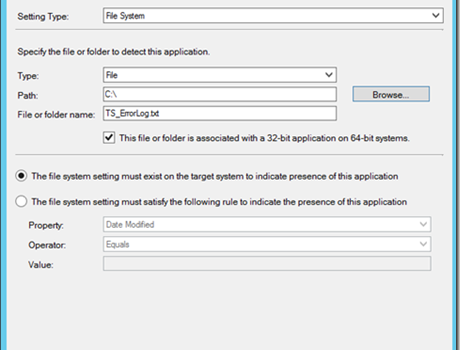 Setting Type: File System
Specify the file or folder to detect this application.
Type: File
Path: C:\ Browse...
File or folder name: TS_ErrorLog.txt
This file or folder is associated with a 32-bit application on 64-bit systems.
The file system setting must exist on the target system to indicate presence of this application
The file system setting must satisfy the following rule to indicate the presence of this application
Property: Date Modified
Operator: Equals
Value: